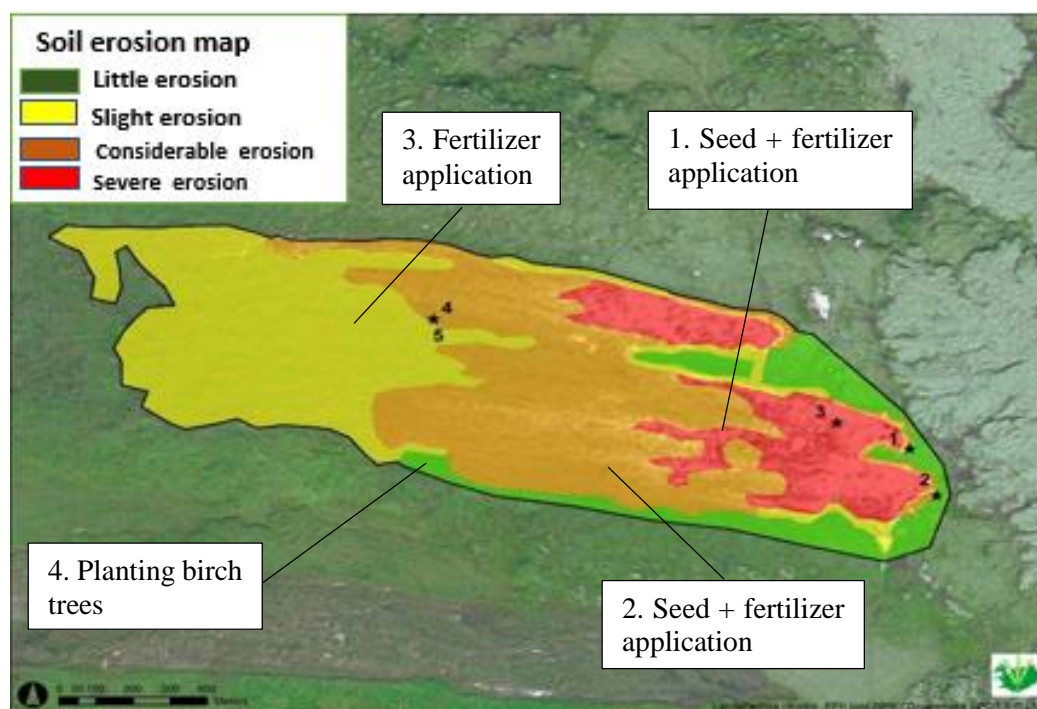 Soil erosion map
Little erosion
Slight erosion
Considerable erosion
Severe erosion
3. Fertilizer
application
1. Seed + fertilizer
application
4
5
3
1
2
4. Planting birch
trees
2. Seed + fertilizer
application
0